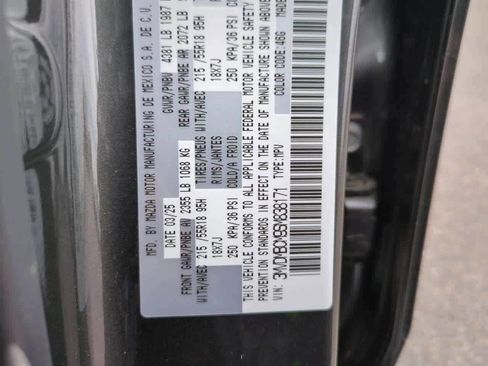 MFD. BY MAZDA MOTOR MANUFACTURING DE MEXICO S.A. DE C.V.
DATE 03/25 GVWR/PNBV 4381 LB 1987
FRONT GAWR/PNBE AV 2355 LB 1068 KG REAR GAWR/PNBE AR 2072 LB
WITH/AVEC 215/55R18 95H TIRES/PNEUS WITH/AVEC 215/55R18 95H
18X7J RIMS/JANTES 18X7J
250 KPA/36 PSI COLD/A FROID 250 KPA/36 PSI
THIS VEHICLE CONFORMS TO ALL APPLICABLE FEDERAL MOTOR VEHICLE SAFETY
PREVENTION STANDARDS IN EFFECT ON THE DATE OF MANUFACTURE SHOWN ABOVE
VIN: TYPE:MPV COLOR CODE:46G MADE